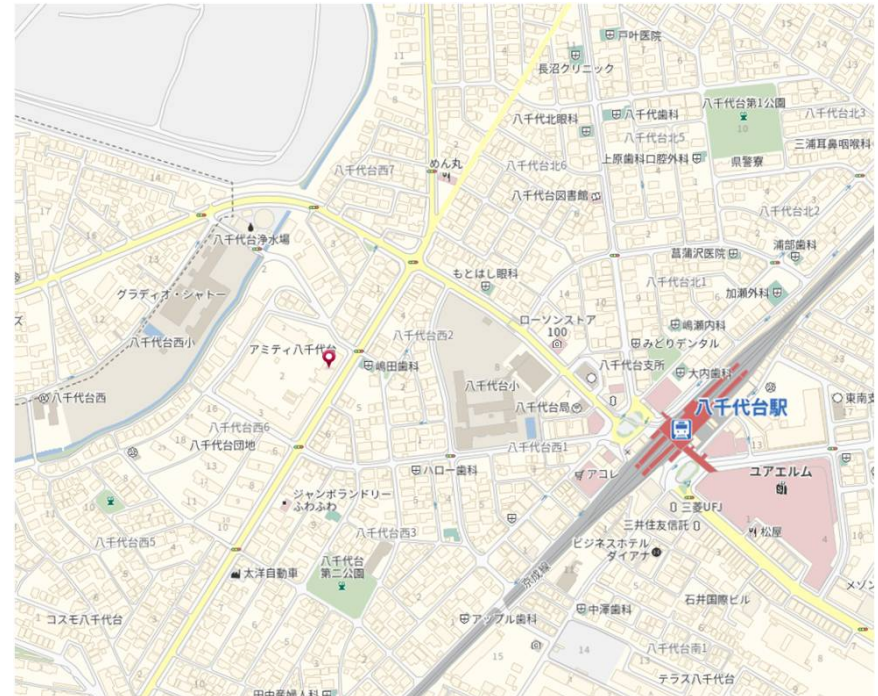 戸叶医院
長沼クリニック
八千代台第1公園
八千代台北3
八千代北眼科
八千代歯科
八千代台北5
三浦耳鼻咽喉科
八千代台西7
めん丸
八千代台北6
上原歯科口腔外科
県警察
八千代台図書館
八千代台北2
八千代台浄水場
菖蒲沢医院
浦部歯科
もとはし眼科
八千代台北1
グラディオ・シャトー
加瀬外科
ズ
ローソンストア
100
嶋瀬内科
八千代台西2
八千代台西小
アミティ八千代台
みどりデンタル
嶋田歯科
八千代台支所
大内歯科
八千代台小
八千代台西
八千代台局
八千代台駅
東南支
八千代台西6
八千代台団地
八千代台西1
ハロー歯科
アコレ
ユアエルム
ジャンボランドリー
ふわふわ
三菱UFJ
三井住友信託
松屋
八千代台西5
八千代台西3
ビジネスホテル
ダイアナ
京成線
太洋自動車
八千代台
第二公園
メゾン
石井国際ビル
コスモ八千代台
アップル歯科
中澤歯科
八千代台南1
テラス八千代台
田中産婦人科